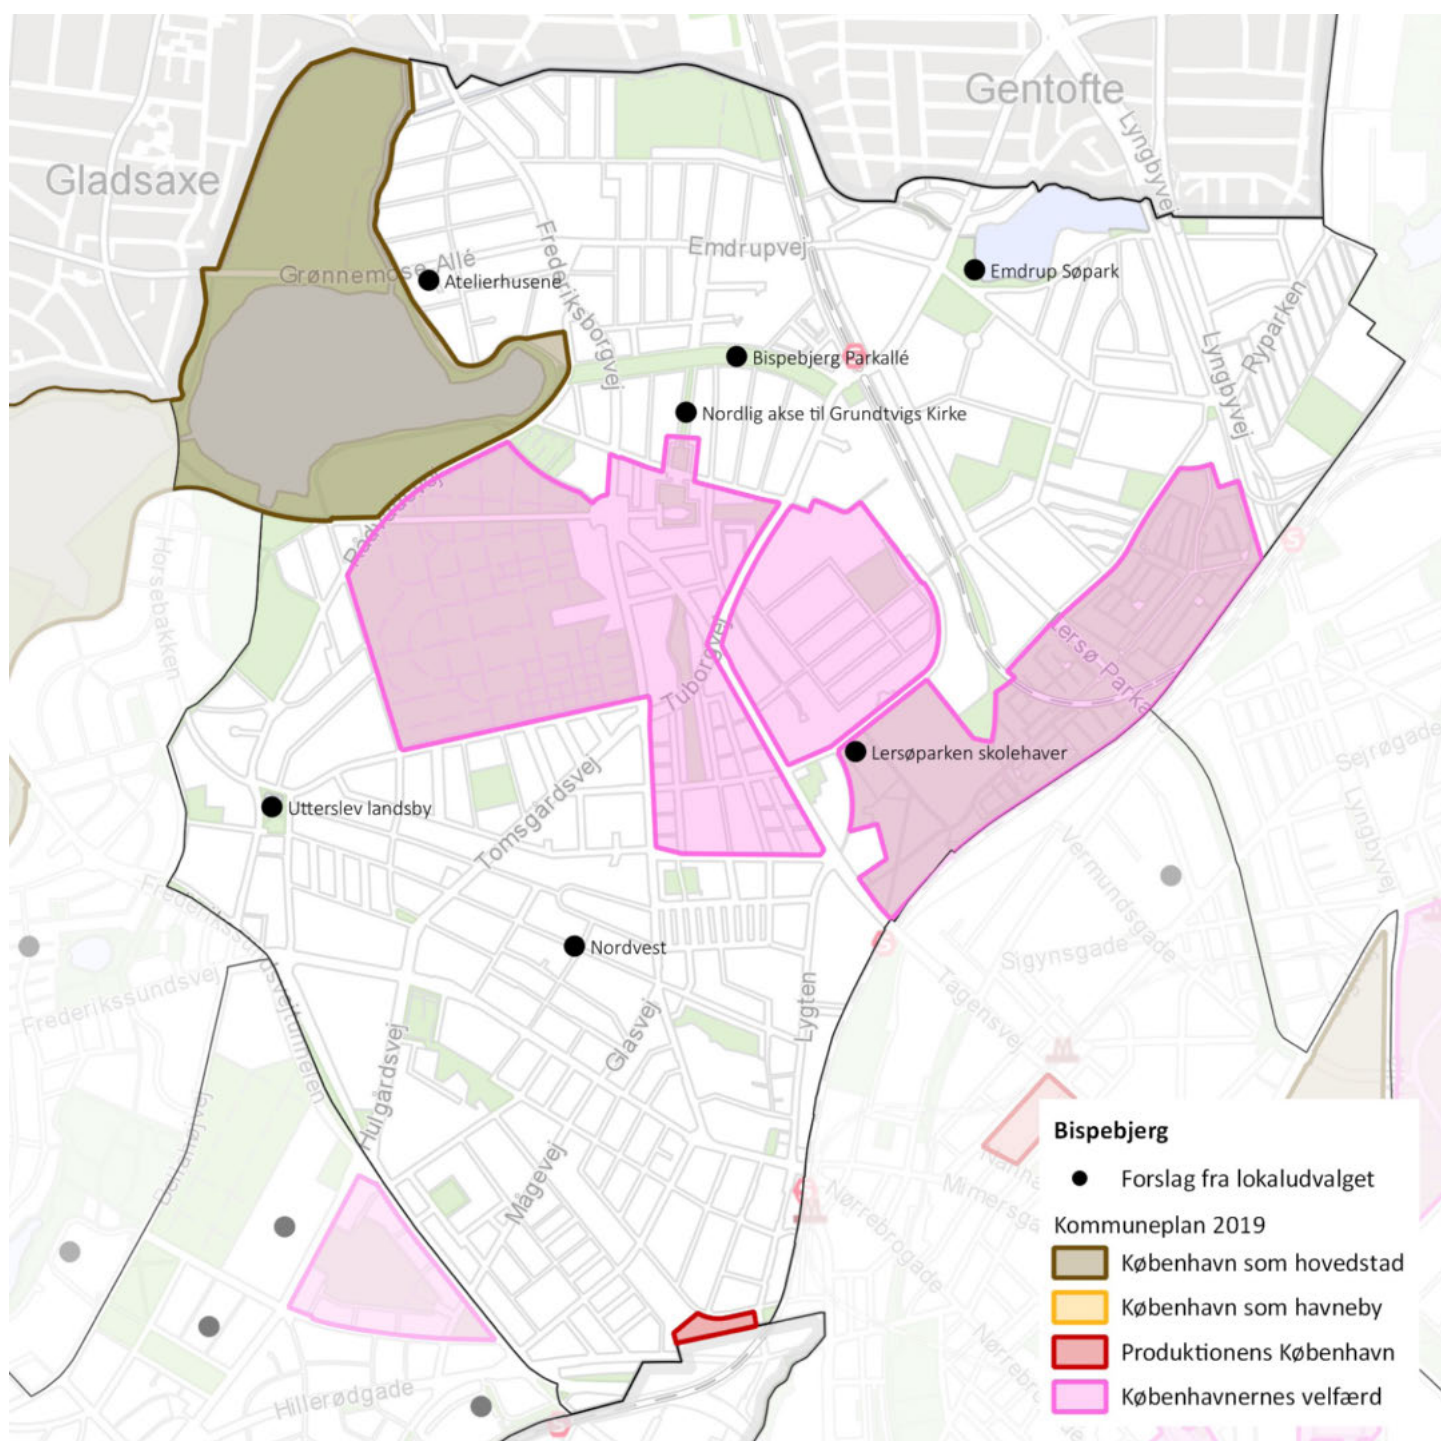 Gentofte
Lyngbyvej
Gladsaxe
Frederiksborgvej
Emdrupvej
Grønnemose Allé
Atelierhusene
Emdrup Søpark
Ryparken
Lyngbyvej
Bispebjerg Parkallé
S
Nordlig akse til Grundtvigs Kirke
Rådvadsvej
S
Horsebakken
Tuborgvej
Lersø Parka
Lersøparken skolehaver
Sejrøgade
Utterslev landsby
Tomsgårdsvej
Lyngbyvej
Vermundsgade
Nordvest
S
Sigynsgade
Frederikssundsvej
Frederikssundsvejtunnelen
Tagensvej
Lygten
Glasvej
Hulgårdsvej
M
Mågevej
Nørrebrogade
Mimersga
Hillerødgade
S
Bispebjerg
Forslag fra lokaludvalget
Kommuneplan 2019
København som hovedstad
København som havneby
Produktionens København
Københavnernes velfærd